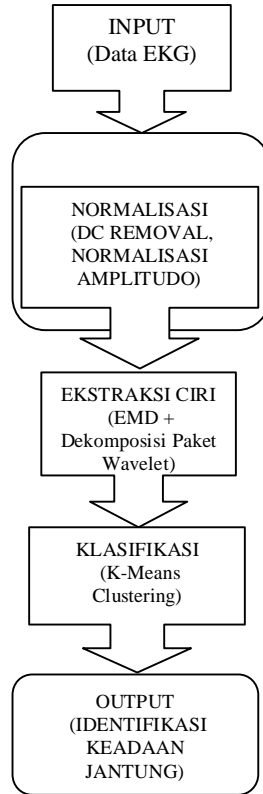 INPUT
(Data EKG)
NORMALISASI
(DC REMOVAL,
NORMALISASI
AMPLITUDO)
EKSTRAKSI CIRI
(EMD +
Dekomposisi Paket
Wavelet)
KLASIFIKASI
(K-Means
Clustering)
OUTPUT
(IDENTIFIKASI
KEADAAN
JANTUNG)